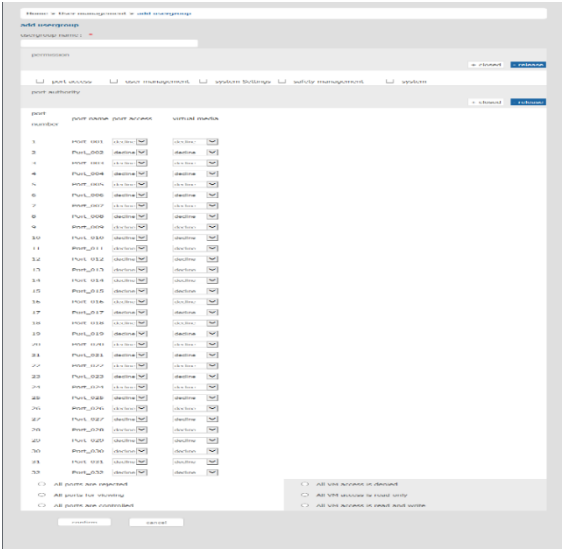 Home > User management > add usergroup
add usergroup
usergroup name: *
permission
× closed - release
port access user management system Settings safety management system
port authority
- closed - release
port
number port name port access virtual media
1 Port_001 decline decline
2 Port_002 decline decline
3 Port_003 decline decline
4 Port_004 decline decline
5 Port_005 decline decline
6 Port_006 decline decline
7 Port_007 decline decline
8 Port_008 decline decline
9 Port_009 decline decline
10 Port_010 decline decline
11 Port_011 decline decline
12 Port_012 decline decline
13 Port_013 decline decline
14 Port_014 decline decline
15 Port_015 decline decline
16 Port_016 decline decline
17 Port_017 decline decline
18 Port_018 decline decline
19 Port_019 decline decline
20 Port_020 decline decline
21 Port_021 decline decline
22 Port_022 decline decline
23 Port_023 decline decline
24 Port_024 decline decline
25 Port_025 decline decline
26 Port_026 decline decline
27 Port_027 decline decline
28 Port_028 decline decline
29 Port_029 decline decline
30 Port_030 decline decline
31 Port_031 decline decline
32 Port_032 decline decline
All ports are rejected All VM access is denied
All ports for viewing All VM access is read only
All ports are controlled All VM access is read and write
confirm cancel